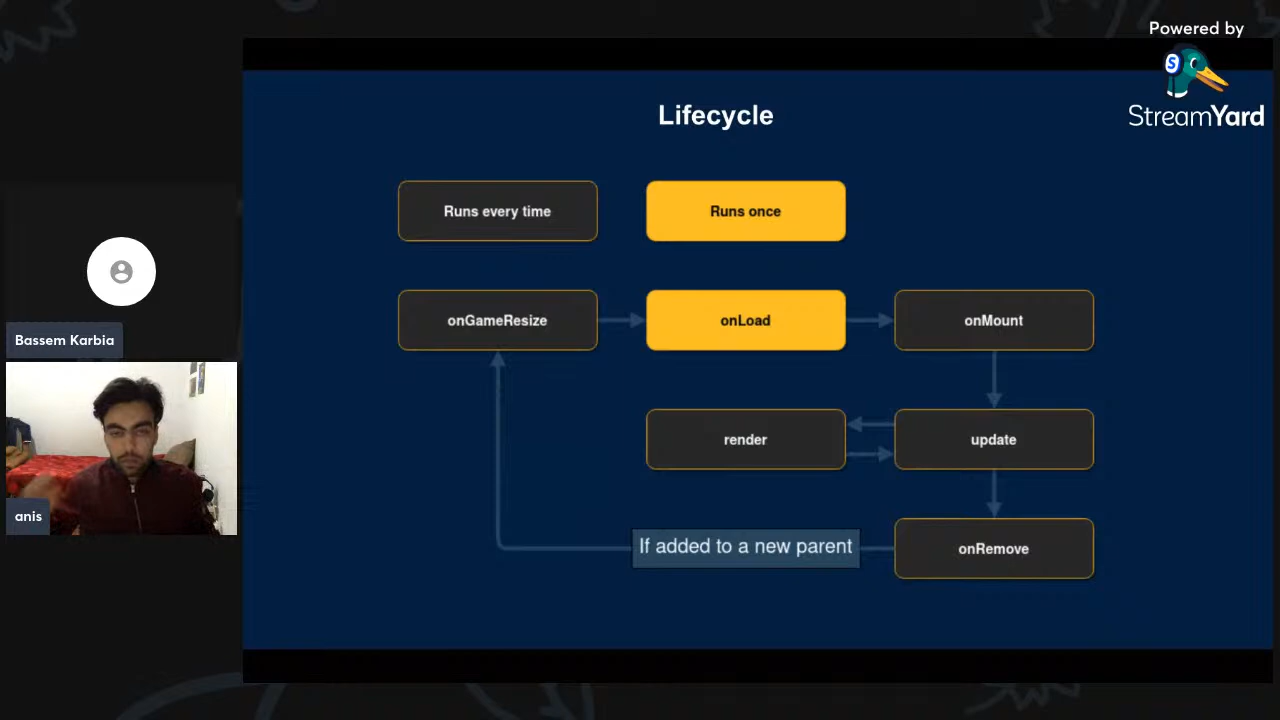 Powered by
StreamYard
Lifecycle
Runs every time
Runs once
onGameResize
onLoad
onMount
render
update
If added to a new parent
onRemove
Bassem Karbia
anis